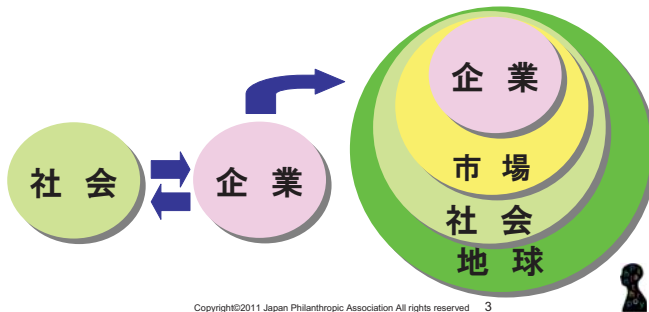 社 会
企 業
企 業
市 場
社 会
地 球
Copyright©2011 Japan Philanthropic Association All rights reserved 3